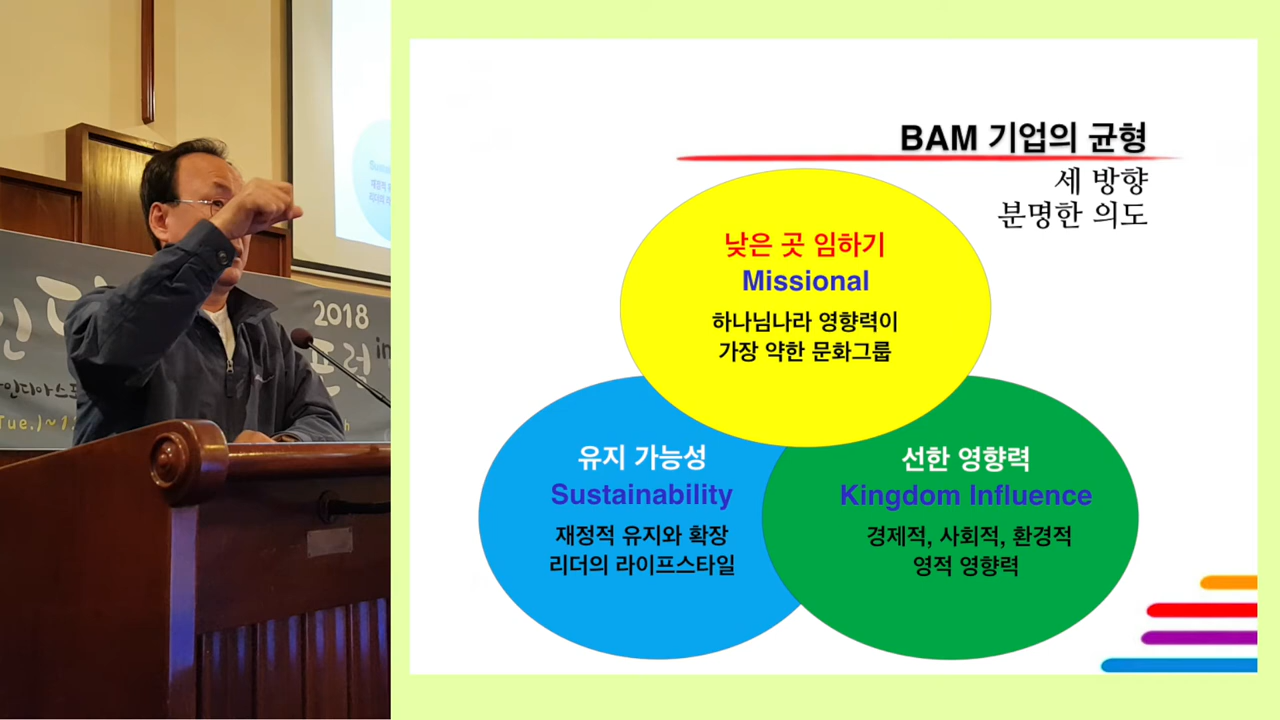 2018
BAM 기업의 균형
세 방향
분명한 의도
낮은 곳 임하기
Missional
하나님나라 영향력이
가장 약한 문화그룹
유지 가능성
Sustainability
재정적 유지와 확장
리더의 라이프스타일
선한 영향력
Kingdom Influence
경제적, 사회적, 환경적
영적 영향력